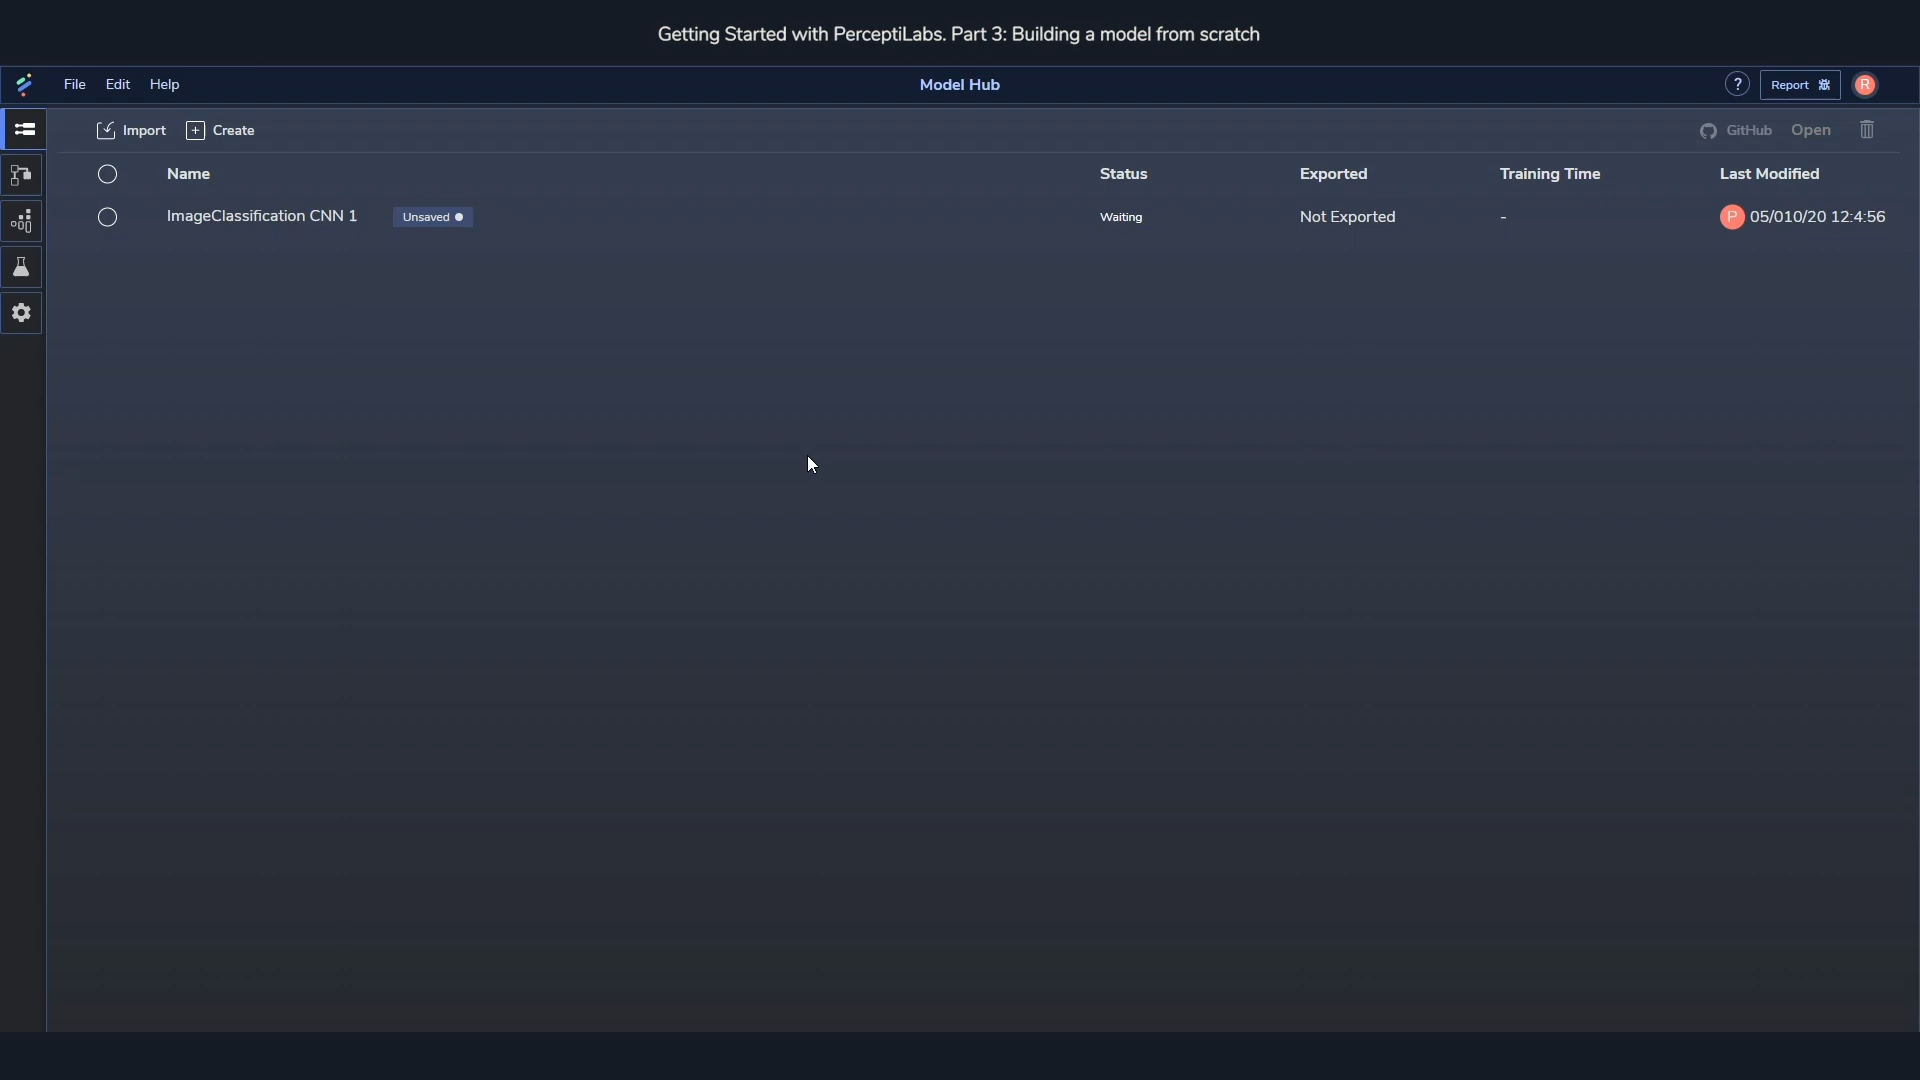 Getting Started with PerceptiLabs. Part 3: Building a model from scratch
File Edit Help Model Hub ? Report R
Import + Create GitHub Open
Name Status Exported Training Time Last Modified
ImageClassification CNN 1 Unsaved Waiting Not Exported - P 05/010/20 12:4:56